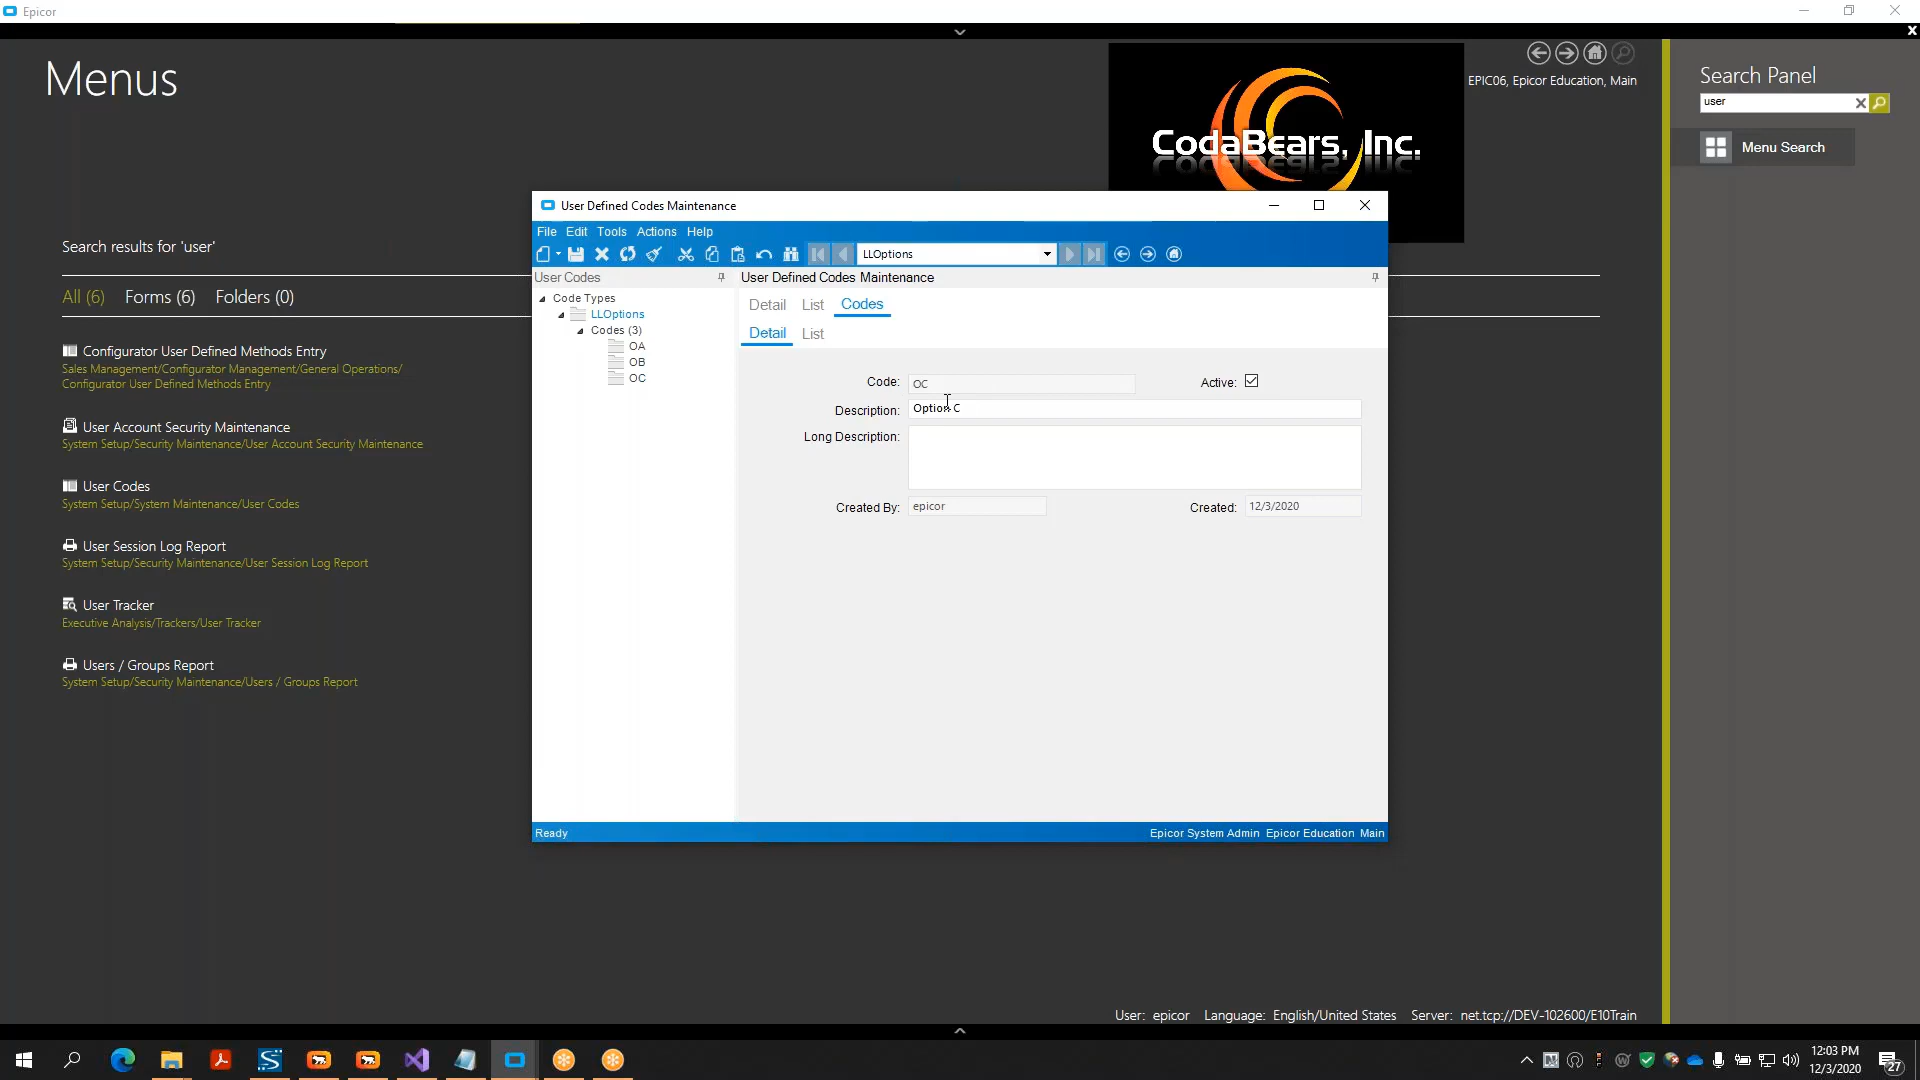 Epicor
Menus
CodaBears, Inc.
EPIC06, Epicor Education, Main
Search Panel
user
Menu Search
Search results for 'user'
All (6) Forms (6) Folders (0)
Configurator User Defined Methods Entry
Sales Management/Configurator Management/General Operations/
Configurator User Defined Methods Entry
User Account Security Maintenance
System Setup/Security Maintenance/User Account Security Maintenance
User Codes
System Setup/System Maintenance/User Codes
User Session Log Report
System Setup/Security Maintenance/User Session Log Report
User Tracker
Executive Analysis/Trackers/User Tracker
Users / Groups Report
System Setup/Security Maintenance/Users / Groups Report
User Defined Codes Maintenance
File Edit Tools Actions Help
LLOptions
User Codes
Code Types
LLOptions
Codes (3)
OA
OB
OC
User Defined Codes Maintenance
Detail List Codes
Detail List
Code: OC Active:
Description: Option C
Long Description:
Created By: epicor Created: 12/3/2020
Ready Epicor System Admin Epicor Education Main
User: epicor Language: English/United States Server: net.tcp://DEV-102600/E10Train
12:03 PM
12/3/2020
27